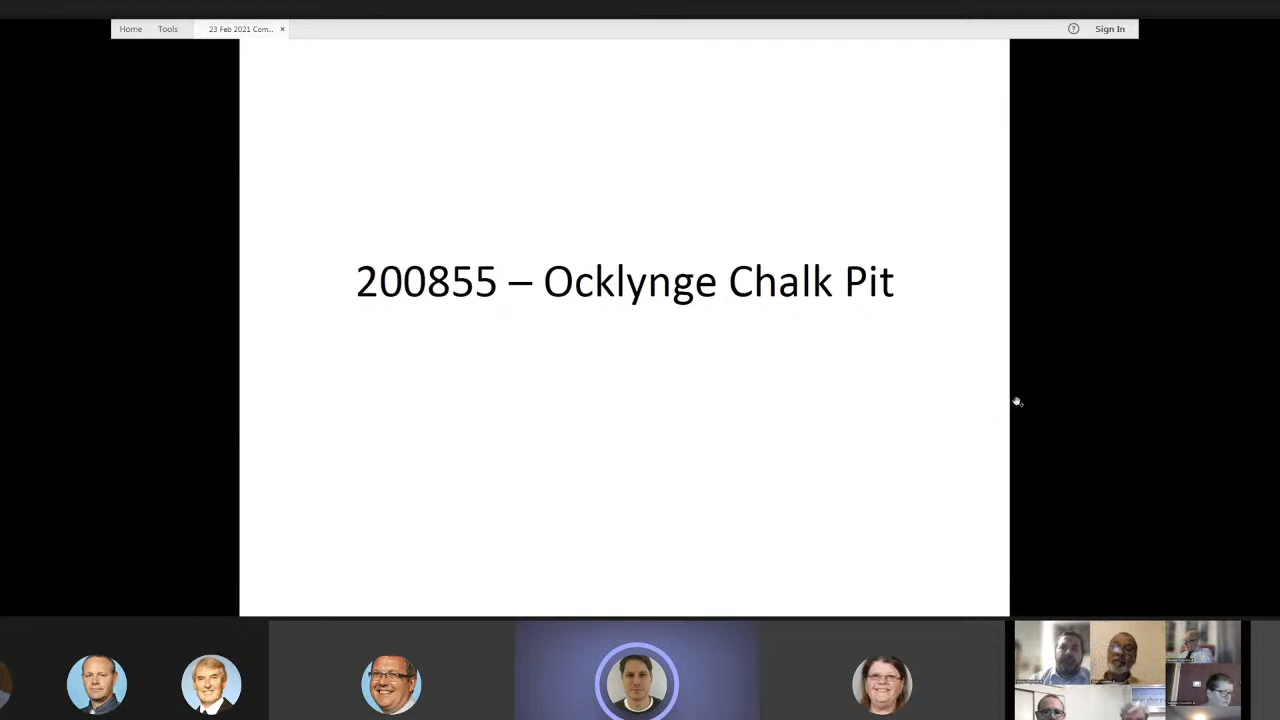 Home Tools 23 Feb 2021 Com... × ? Sign In
200855 – Ocklynge Chalk Pit